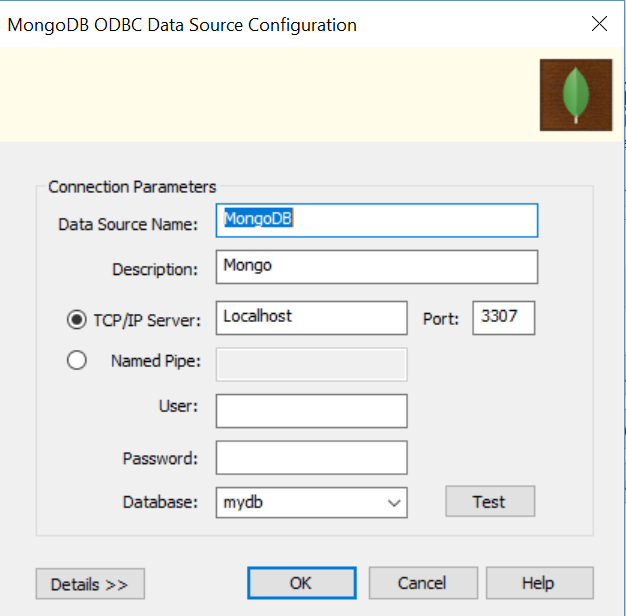 MongoDB ODBC Data Source Configuration
Connection Parameters
Data Source Name: MongoDB
Description: Mongo
TCP/IP Server: Localhost Port: 3307
Named Pipe:
User:
Password:
Database: mydb Test
Details >> OK Cancel Help